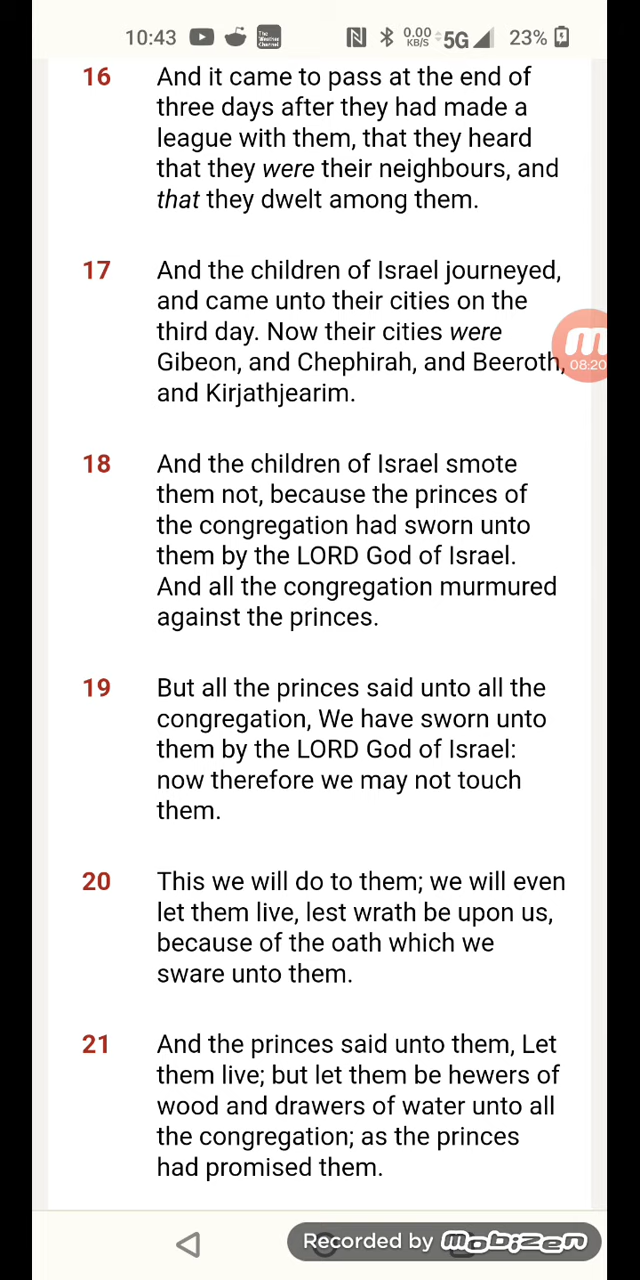 10:43 The Weather Channel 0.00 KB/S 5G 23%
16 And it came to pass at the end of
three days after they had made a
league with them, that they heard
that they were their neighbours, and
that they dwelt among them.
17 And the children of Israel journeyed,
and came unto their cities on the
third day. Now their cities were
Gibeon, and Chephirah, and Beeroth,
and Kirjathjearim.
m
08:20
18 And the children of Israel smote
them not, because the princes of
the congregation had sworn unto
them by the LORD God of Israel.
And all the congregation murmured
against the princes.
19 But all the princes said unto all the
congregation, We have sworn unto
them by the LORD God of Israel:
now therefore we may not touch
them.
20 This we will do to them; we will even
let them live, lest wrath be upon us,
because of the oath which we
sware unto them.
21 And the princes said unto them, Let
them live; but let them be hewers of
wood and drawers of water unto all
the congregation; as the princes
had promised them.
Recorded by mobizen